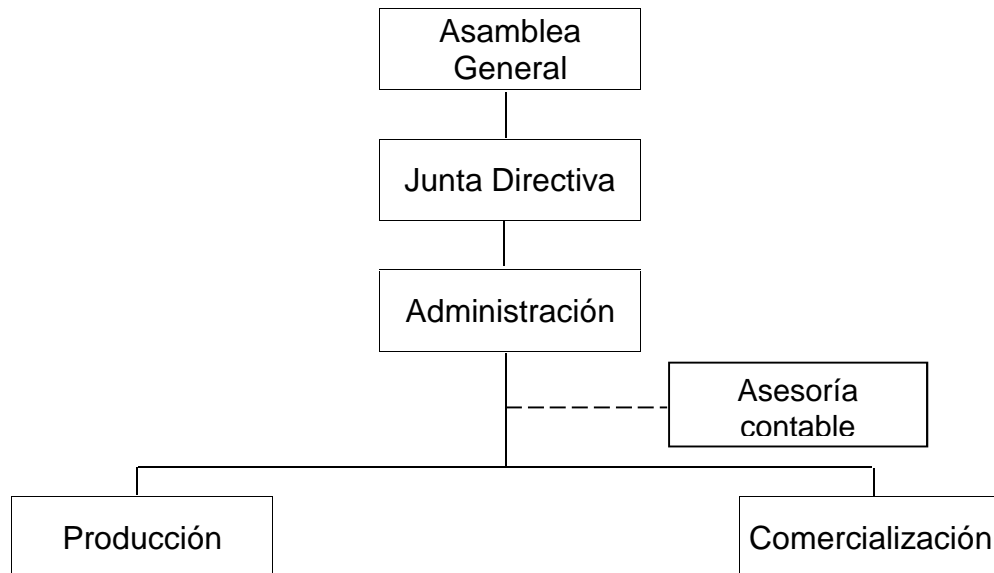 Asamblea
General
Junta Directiva
Administración
Asesoría
contable
Producción
Comercialización